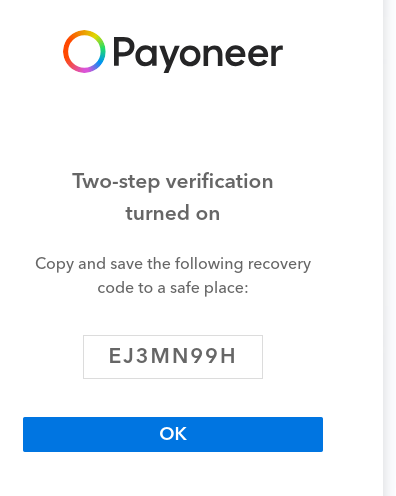 Payoneer
Two-step verification
turned on
Copy and save the following recovery
code to a safe place:
EJ3MN99H
OK